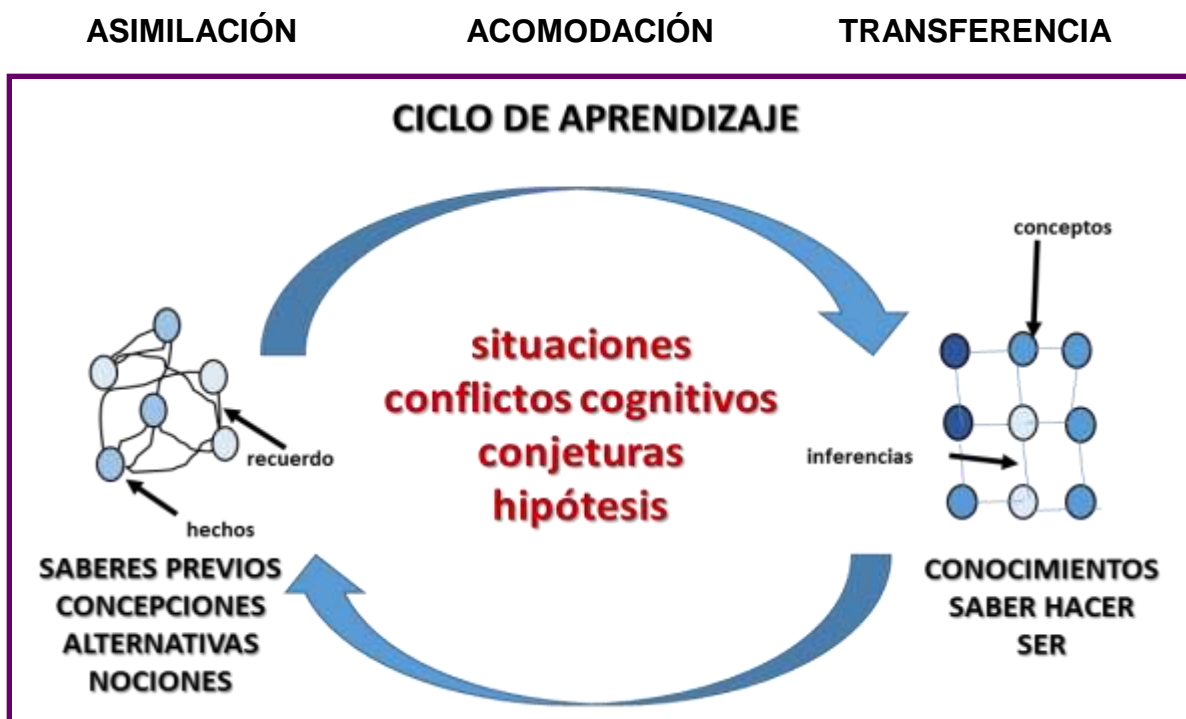 ASIMILACIÓN ACOMODACIÓN TRANSFERENCIA
CICLO DE APRENDIZAJE
situaciones
conflictos cognitivos
conjeturas
hipótesis
recuerdo
hechos
SABERES PREVIOS
CONCEPCIONES
ALTERNATIVAS
NOCIONES
conceptos
inferencias
CONOCIMIENTOS
SABER HACER
SER